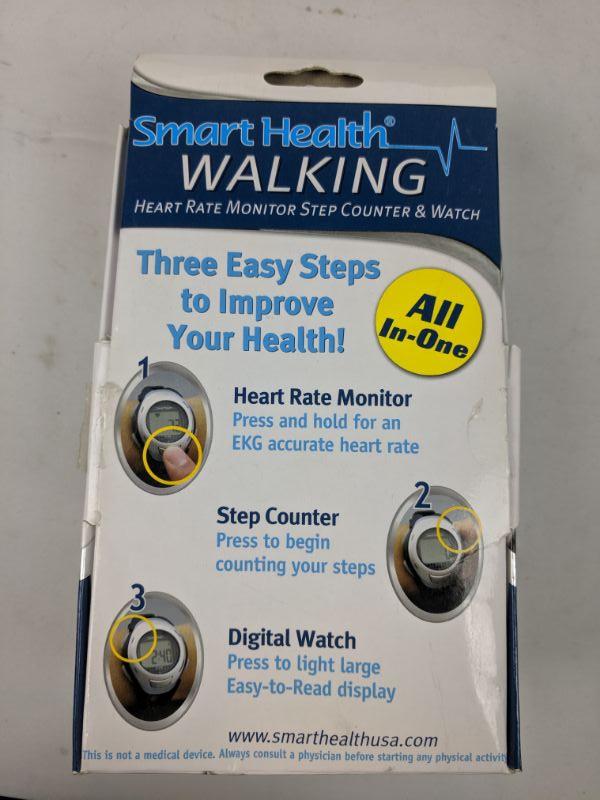 Smart Health®
WALKING
HEART RATE MONITOR STEP COUNTER & WATCH
Three Easy Steps
to Improve
Your Health!
All
In-One
1
Heart Rate Monitor
Press and hold for an
EKG accurate heart rate
2
Step Counter
Press to begin
counting your steps
3
2:40
Digital Watch
Press to light large
Easy-to-Read display
www.smarthealthusa.com
This is not a medical device. Always consult a physician before starting any physical activity